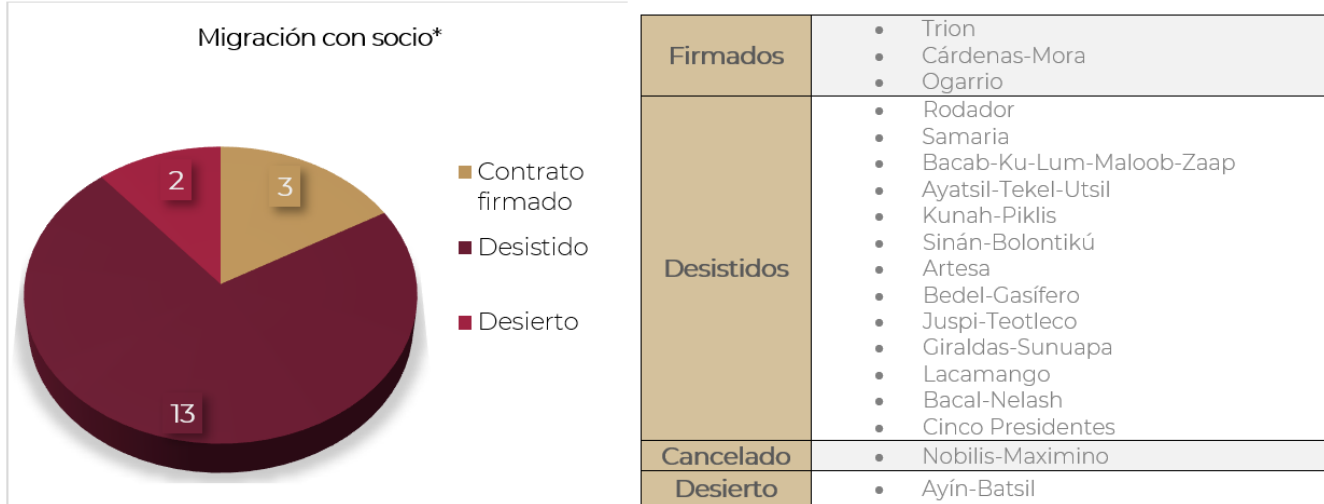 Migración con socio*
2
3
13
Contrato
firmado
Desistido
Desierto
Firmados
• Trion
• Cárdenas-Mora
• Ogarrio
Desistidos
• Rodador
• Samaria
• Bacab-Ku-Lum-Maloob-Zaap
• Ayatsil-Tekel-Utsil
• Kunah-Piklis
• Sinán-Bolontikú
• Artesa
• Bedel-Gasífero
• Juspi-Teotleco
• Giraldas-Sunuapa
• Lacamango
• Bacal-Nelash
• Cinco Presidentes
Cancelado
• Nobilis-Maximino
Desierto
• Ayín-Batsil